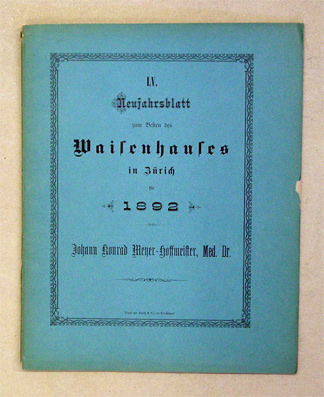 LV.
Neujahrsblatt
zum Besten des
Waisenhauses
in Zürich
für
1892
Johann Konrad Meyer-Hoffmeister, Med. Dr.